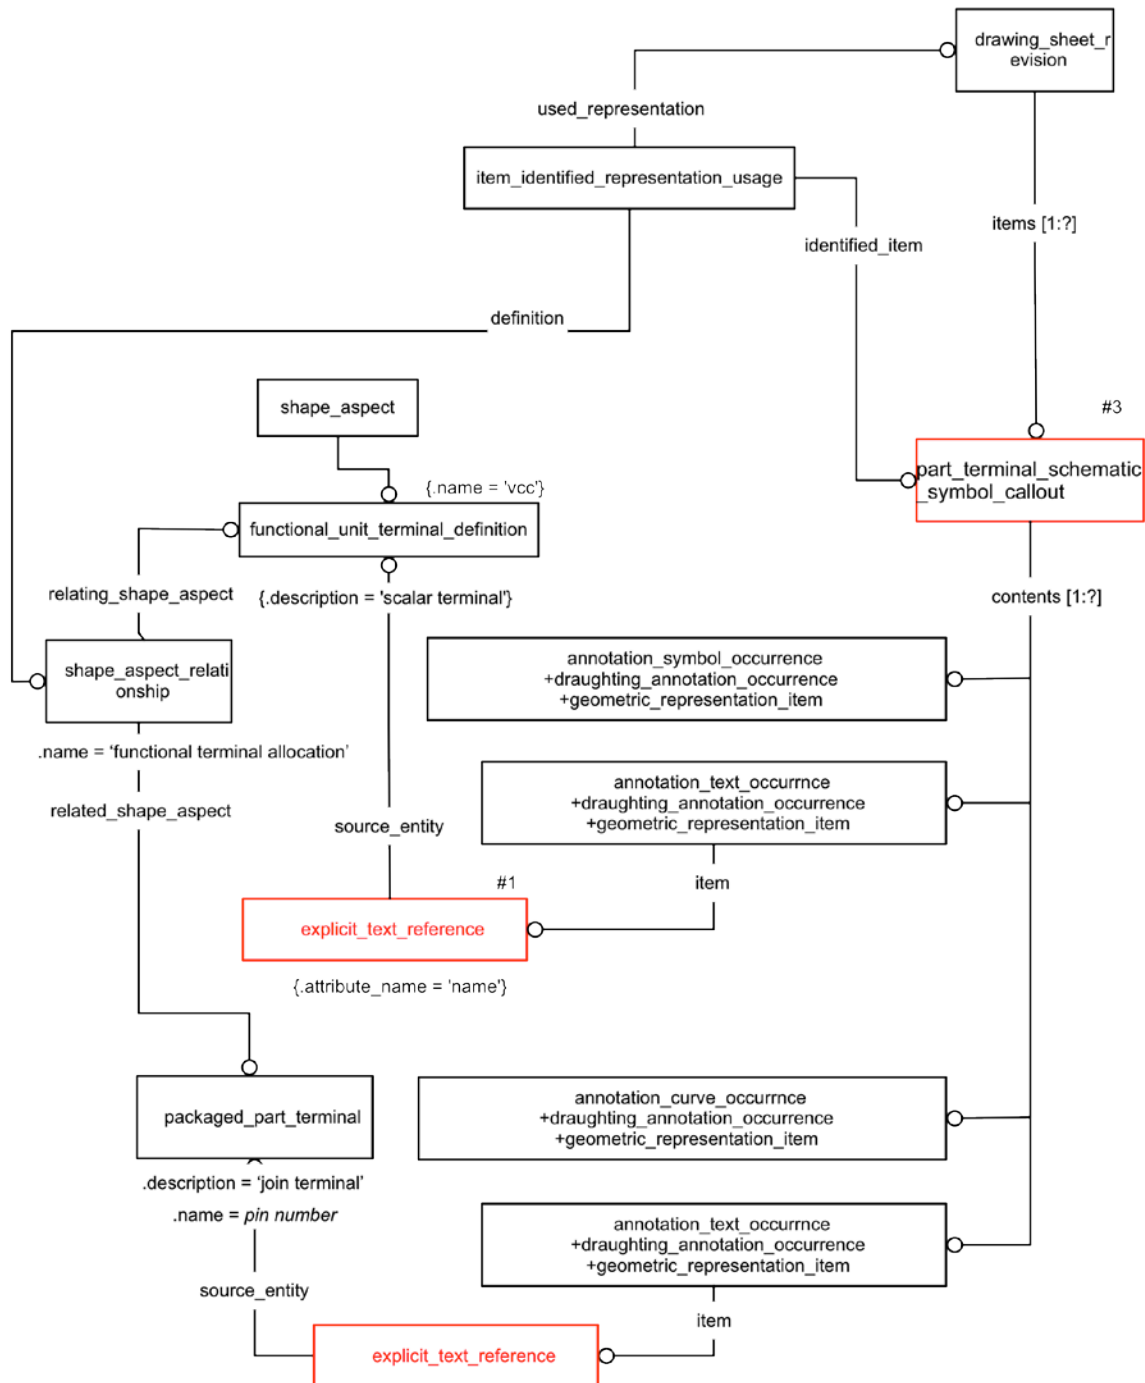 drawing_sheet_r
evision
used_representation
item_identified_representation_usage
items [1:?]
identified_item
definition
shape_aspect
#3
{.name = 'vcc'}
part_terminal_schematic
_symbol_callout
functional_unit_terminal_definition
relating_shape_aspect
{.description = 'scalar terminal'}
contents [1:?]
shape_aspect_relati
onship
annotation_symbol_occurrence
+draughting_annotation_occurrence
+geometric_representation_item
.name = ‘functional terminal allocation’
annotation_text_occurrnce
+draughting_annotation_occurrence
+geometric_representation_item
related_shape_aspect
source_entity
#1
item
explicit_text_reference
{.attribute_name = 'name'}
packaged_part_terminal
annotation_curve_occurrnce
+draughting_annotation_occurrence
+geometric_representation_item
.description = ‘join terminal’
.name = pin number
annotation_text_occurrnce
+draughting_annotation_occurrence
+geometric_representation_item
source_entity
item
explicit_text_reference